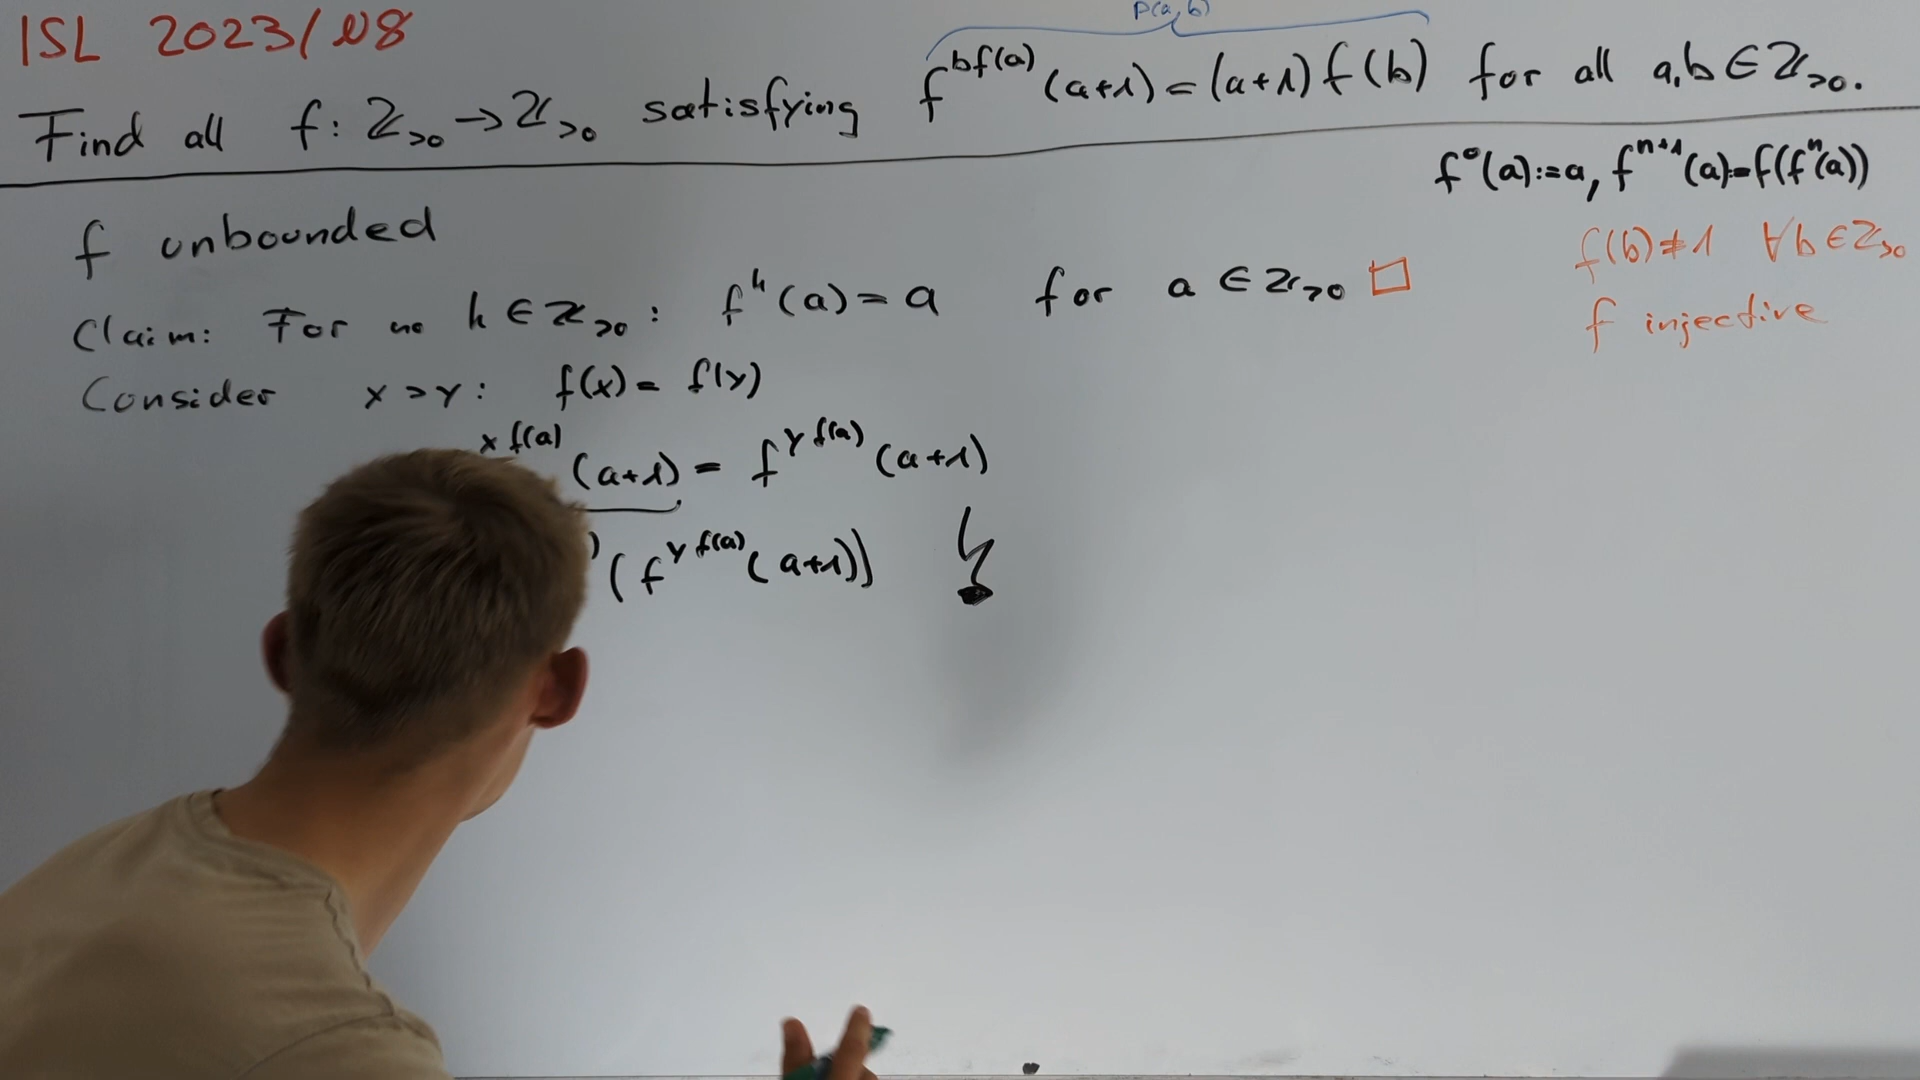 ISL 2023/N8
P(a,b)
Find all f: ℤ>0 → ℤ>0 satisfying f^{bf(a)}(a+1) = (a+1) f(b) for all a,b ∈ ℤ>0.
f^0(a):=a, f^{n+1}(a)=f(f^n(a))
f unbounded
f(b)≠1 ∀b∈ℤ>0
Claim: For no k ∈ ℤ>0: f^k(a) = a for a ∈ ℤ>0 □
f injective
Consider x>y: f(x) = f(y)
x f(a) (a+1) = f^{y f(a)}(a+1)
) (f^{y f(a)}(a+1))